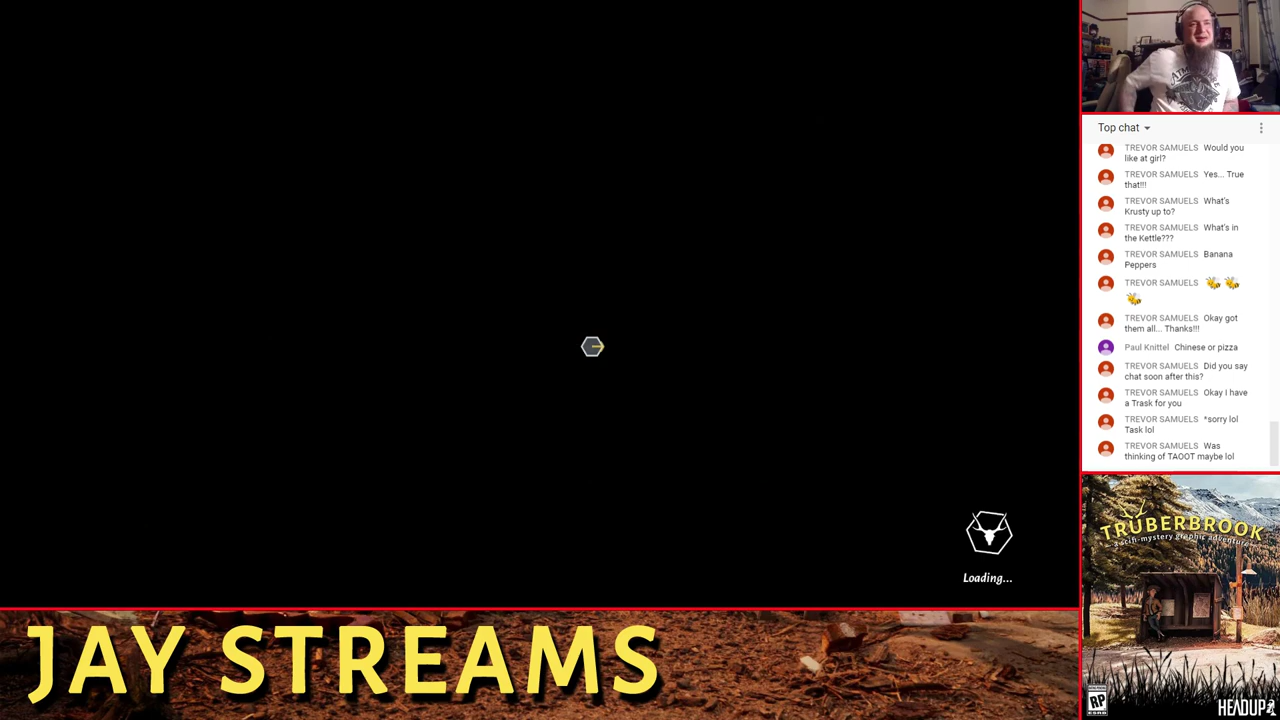 Top chat
TREVOR SAMUELS Would you
like at girl?
TREVOR SAMUELS Yes... True
that!!!
TREVOR SAMUELS What's
Krusty up to?
TREVOR SAMUELS What's in
the Kettle???
TREVOR SAMUELS Banana
Peppers
TREVOR SAMUELS
TREVOR SAMUELS Okay got
them all... Thanks!!!
Paul Knittel Chinese or pizza
TREVOR SAMUELS Did you say
chat soon after this?
TREVOR SAMUELS Okay I have
a Trask for you
TREVOR SAMUELS *sorry lol
Task lol
TREVOR SAMUELS Was
thinking of TAOOT maybe lol
Loading...
TRÜBERBROOK
a scifi-mystery graphic adventure
JAY STREAMS
RP
ESRB
HEADUP